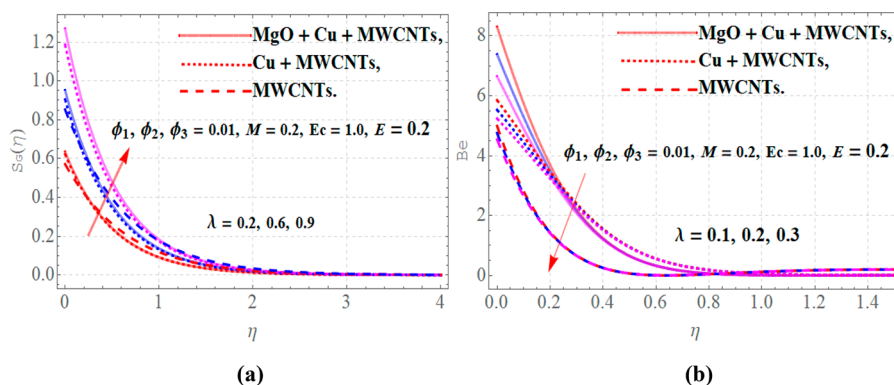 MgO + Cu + MWCNTs,
Cu + MWCNTs,
MWCNTs.
ϕ1, ϕ2, ϕ3 = 0.01, M = 0.2, Ec = 1.0, E = 0.2
λ = 0.2, 0.6, 0.9
SG(η)
1.2
1.0
0.8
0.6
0.4
0.2
0.0
0 1 2 3 4
η
(a)
MgO + Cu + MWCNTs,
Cu + MWCNTs,
MWCNTs.
ϕ1, ϕ2, ϕ3 = 0.01, M = 0.2, Ec = 1.0, E = 0.2
λ = 0.1, 0.2, 0.3
Be
8
6
4
2
0
0.0 0.2 0.4 0.6 0.8 1.0 1.2 1.4
η
(b)